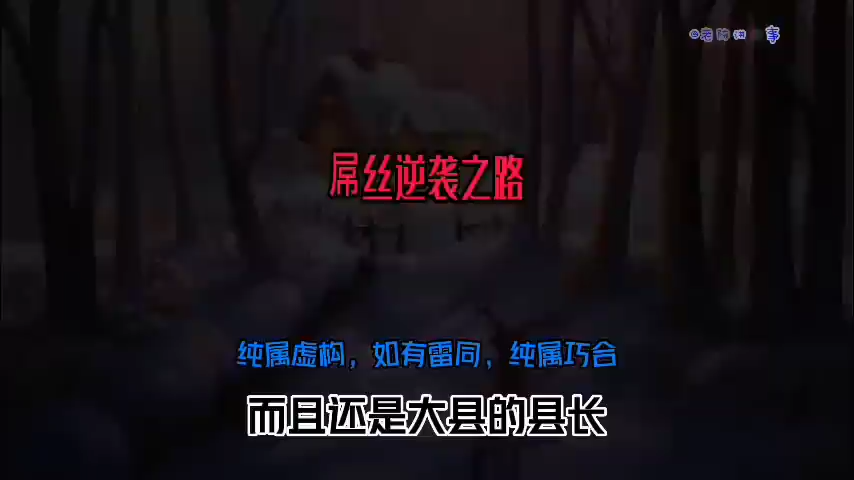 屌丝逆袭之路
纯属虚构，如有雷同，纯属巧合
而且还是大县的县长